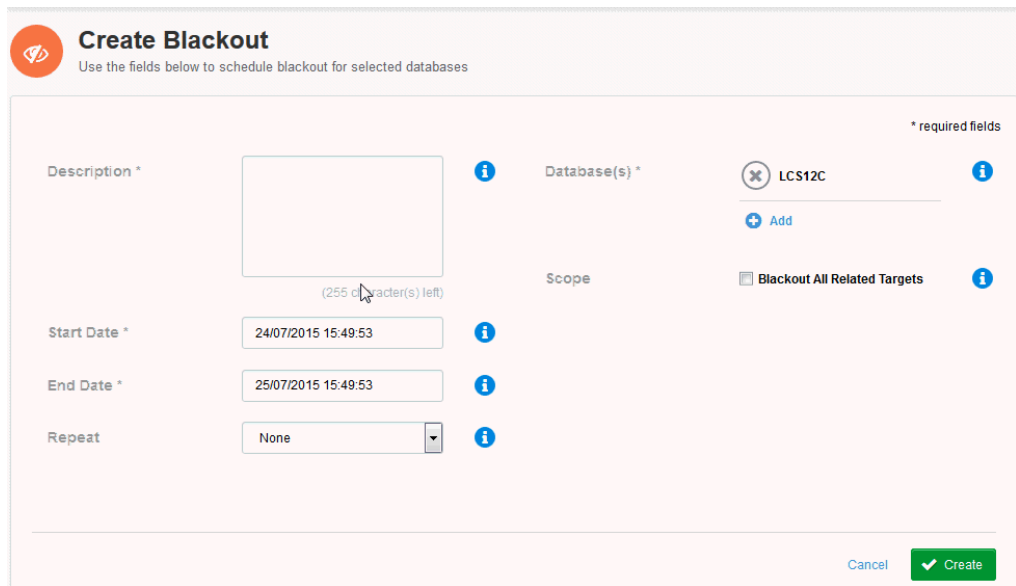 Create Blackout
Use the fields below to schedule blackout for selected databases
* required fields
Description *
(255 character(s) left)
Start Date *
24/07/2015 15:49:53
End Date *
25/07/2015 15:49:53
Repeat
None
Database(s) *
LCS12C
Add
Scope
Blackout All Related Targets
Cancel
Create